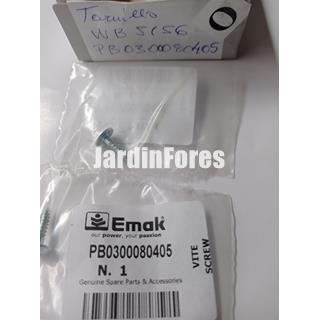 Tornillo
WB 5156
PB0300080405
JardinFores
Emak
our power, your passion
PB0300080405
N. 1
VITE
SCREW
Genuine Spare Parts & Accessories